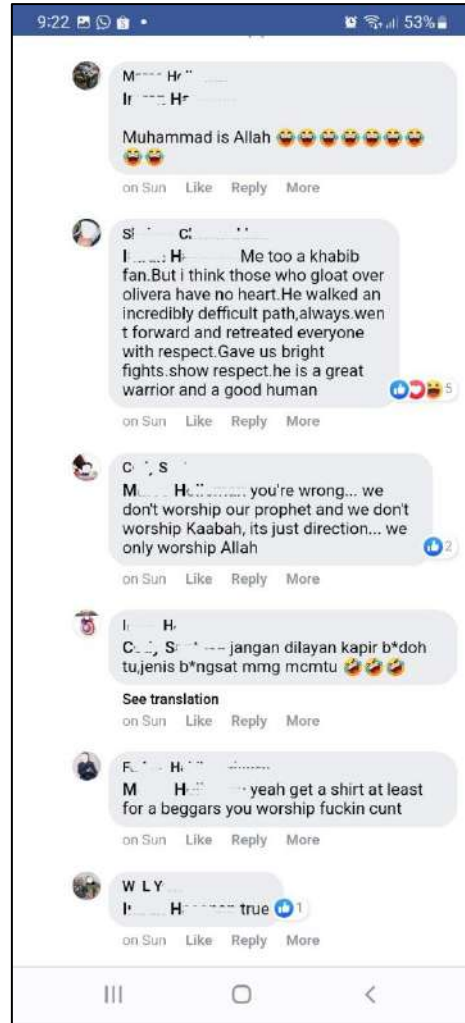 9:22
53%
Muhammad is Allah 😂😂😂😂😂😂😂
😂😂
on Sun Like Reply More
Me too a khabib
fan.But i think those who gloat over
olivera have no heart.He walked an
incredibly defficult path,always.wen
t forward and retreated everyone
with respect.Gave us bright
fights.show respect.he is a great
warrior and a good human
5
on Sun Like Reply More
you're wrong... we
don't worship our prophet and we don't
worship Kaabah, its just direction... we
only worship Allah
2
on Sun Like Reply More
jangan dilayan kapir b*doh
tu,jenis b*ngsat mmg mcmtu 🤣🤣🤣
See translation
on Sun Like Reply More
yeah get a shirt at least
for a beggars you worship fuckin cunt
on Sun Like Reply More
W L Y
true
1
on Sun Like Reply More